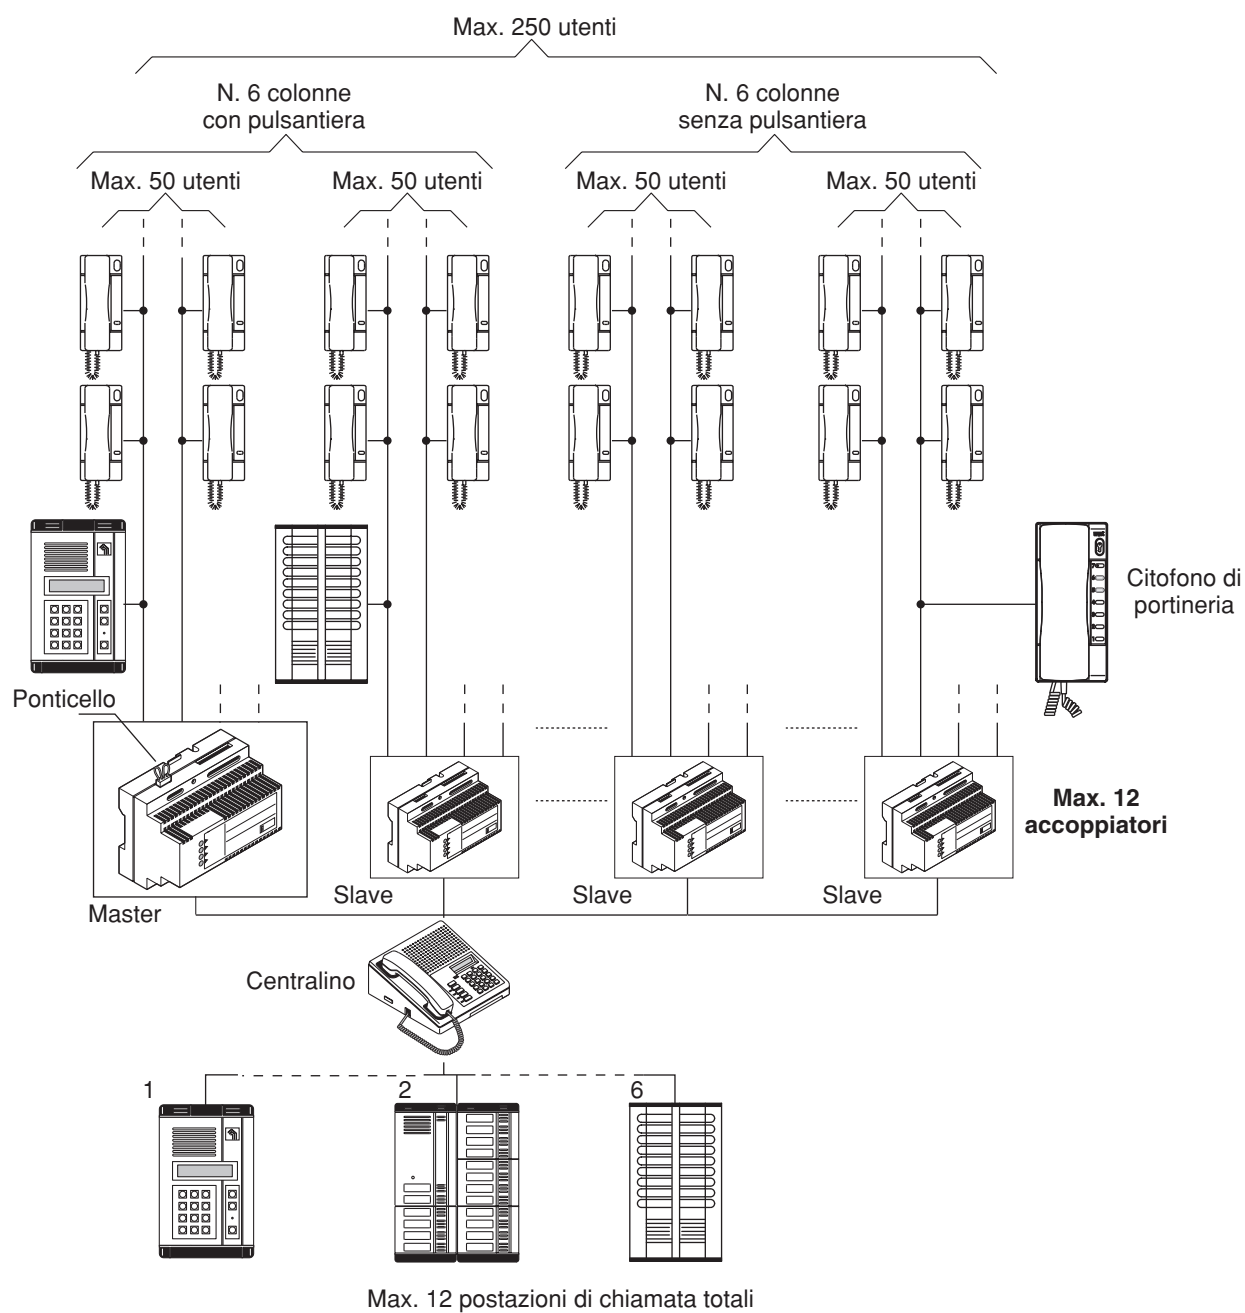 Max. 250 utenti
N. 6 colonne
con pulsantiera
N. 6 colonne
senza pulsantiera
Max. 50 utenti
Max. 50 utenti
Max. 50 utenti
Max. 50 utenti
Citofono di
portineria
Ponticello
Max. 12
accoppiatori
Master
Slave
Slave
Slave
Centralino
1
2
6
Max. 12 postazioni di chiamata totali